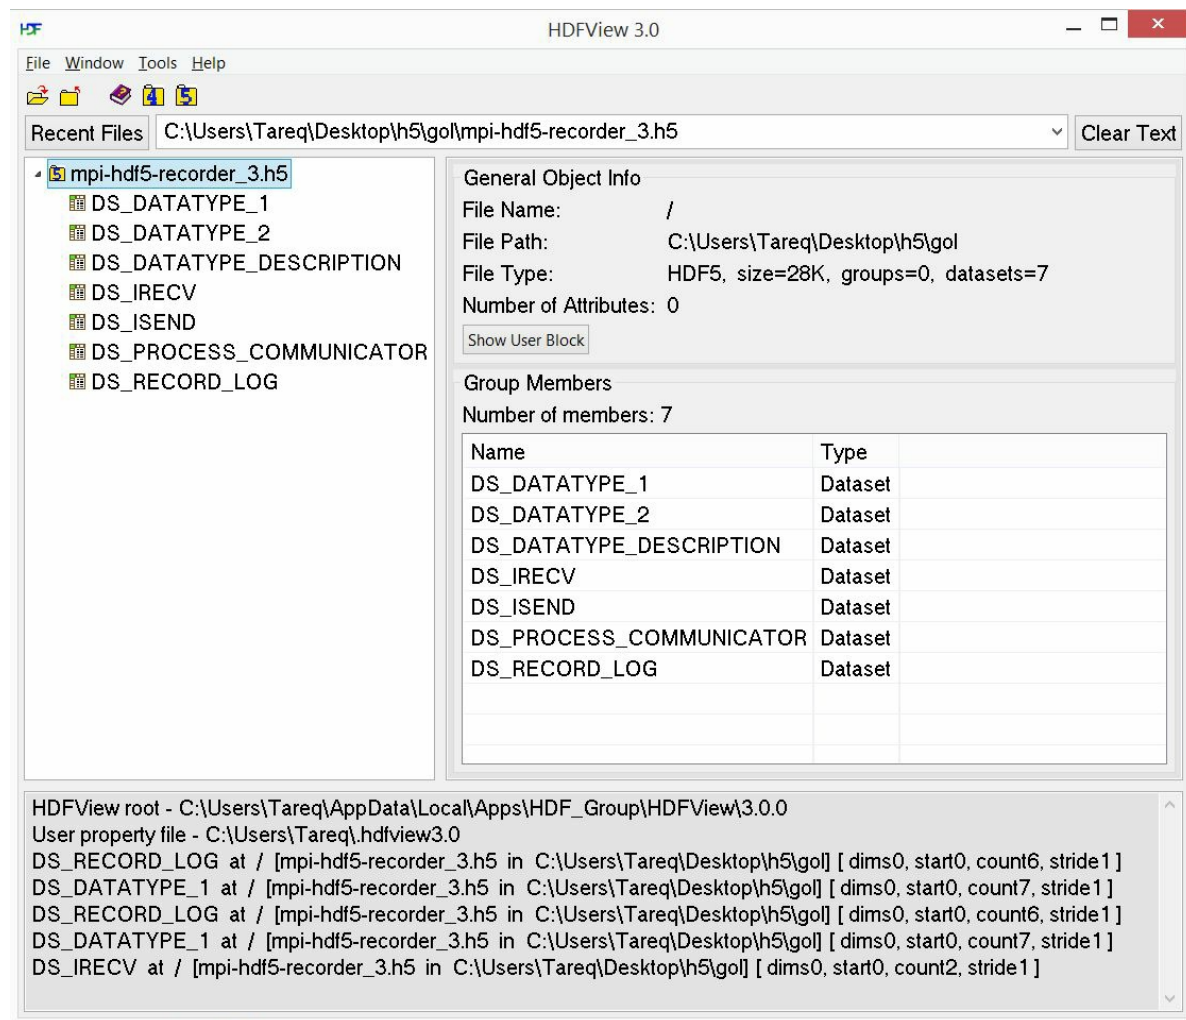 HDF HDFView 3.0
File Window Tools Help
4 5
Recent Files C:\Users\Tareq\Desktop\h5\gol\mpi-hdf5-recorder_3.h5 Clear Text
5 mpi-hdf5-recorder_3.h5
DS_DATATYPE_1
DS_DATATYPE_2
DS_DATATYPE_DESCRIPTION
DS_IRECV
DS_ISEND
DS_PROCESS_COMMUNICATOR
DS_RECORD_LOG
General Object Info
File Name: /
File Path: C:\Users\Tareq\Desktop\h5\gol
File Type: HDF5, size=28K, groups=0, datasets=7
Number of Attributes: 0
Show User Block
Group Members
Number of members: 7
Name Type
DS_DATATYPE_1 Dataset
DS_DATATYPE_2 Dataset
DS_DATATYPE_DESCRIPTION Dataset
DS_IRECV Dataset
DS_ISEND Dataset
DS_PROCESS_COMMUNICATOR Dataset
DS_RECORD_LOG Dataset
HDFView root - C:\Users\Tareq\AppData\Local\Apps\HDF_Group\HDFView\3.0.0
User property file - C:\Users\Tareq\.hdfview3.0
DS_RECORD_LOG at / [mpi-hdf5-recorder_3.h5 in C:\Users\Tareq\Desktop\h5\gol] [ dims0, start0, count6, stride1 ]
DS_DATATYPE_1 at / [mpi-hdf5-recorder_3.h5 in C:\Users\Tareq\Desktop\h5\gol] [ dims0, start0, count7, stride1 ]
DS_RECORD_LOG at / [mpi-hdf5-recorder_3.h5 in C:\Users\Tareq\Desktop\h5\gol] [ dims0, start0, count6, stride1 ]
DS_DATATYPE_1 at / [mpi-hdf5-recorder_3.h5 in C:\Users\Tareq\Desktop\h5\gol] [ dims0, start0, count7, stride1 ]
DS_IRECV at / [mpi-hdf5-recorder_3.h5 in C:\Users\Tareq\Desktop\h5\gol] [ dims0, start0, count2, stride1 ]